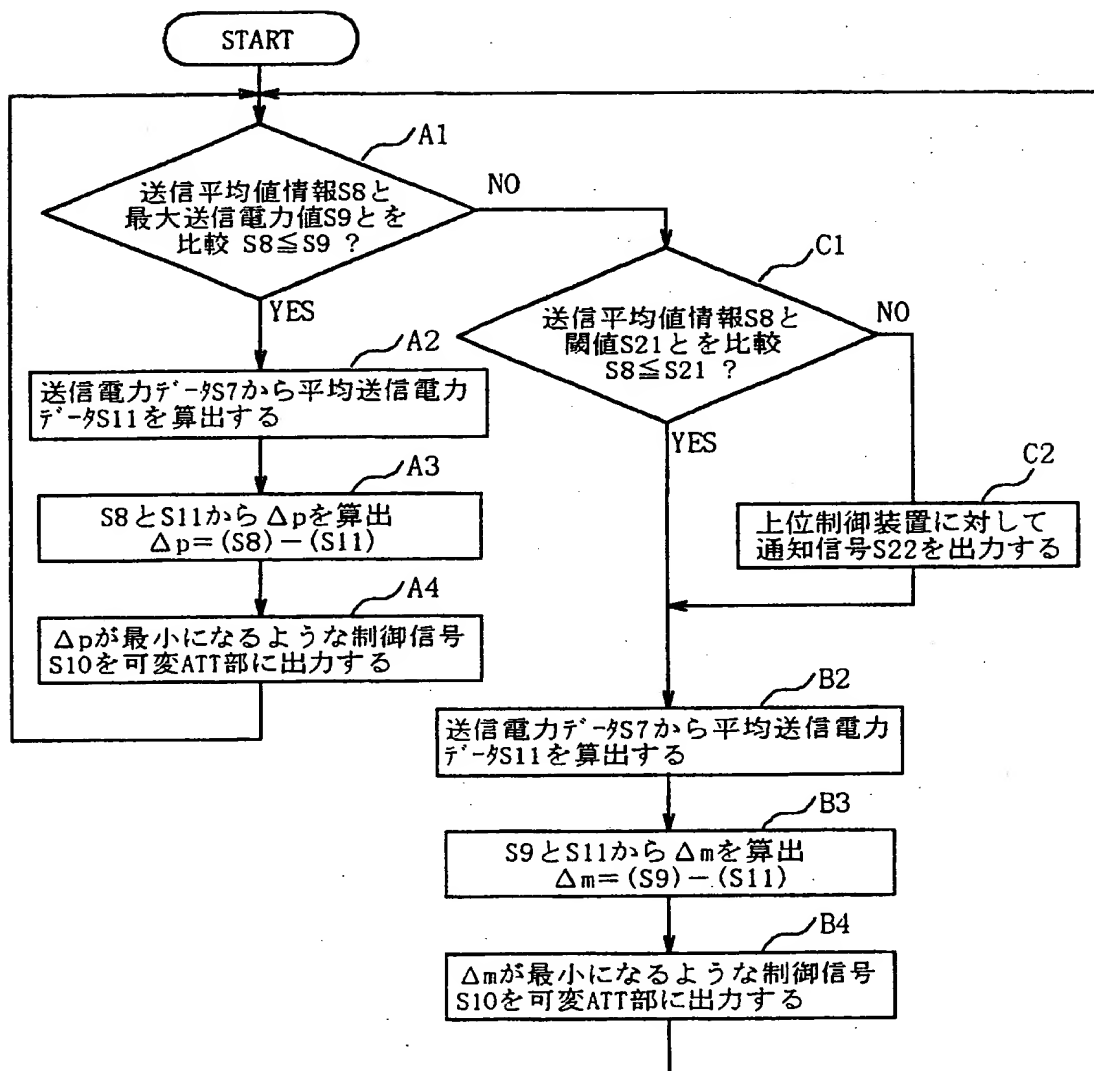 START
A1
送信平均値情報S8と
最大送信電力値S9とを
比較 S8≦S9 ?
NO
YES
A2
送信電力ﾃﾞｰﾀS7から平均送信電力
ﾃﾞｰﾀS11を算出する
A3
S8とS11からΔpを算出
Δp=(S8)-(S11)
A4
Δpが最小になるような制御信号
S10を可変ATT部に出力する
C1
送信平均値情報S8と
閾値S21とを比較
S8≦S21 ?
NO
YES
C2
上位制御装置に対して
通知信号S22を出力する
B2
送信電力ﾃﾞｰﾀS7から平均送信電力
ﾃﾞｰﾀS11を算出する
B3
S9とS11からΔmを算出
Δm=(S9)-(S11)
B4
Δmが最小になるような制御信号
S10を可変ATT部に出力する